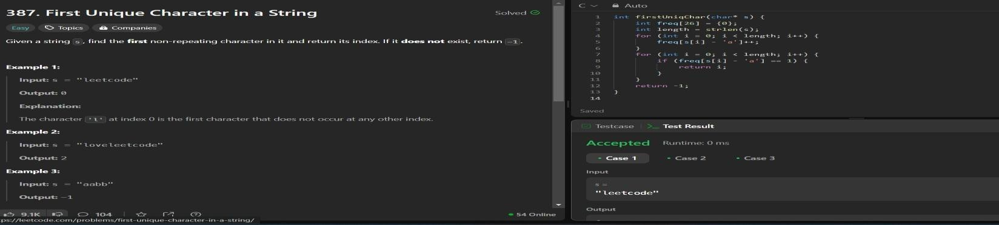 387. First Unique Character in a String
Solved
Easy Topics Companies
Given a string s, find the first non-repeating character in it and return its index. If it does not exist, return -1.
Example 1:
Input: s = "leetcode"
Output: 0
Explanation:
The character 'l' at index 0 is the first character that does not occur at any other index.
Example 2:
Input: s = "loveleetcode"
Output: 2
Example 3:
Input: s = "aabb"
Output: -1
9.1K 104
54 Online
ps://leetcode.com/problems/first-unique-character-in-a-string/
C Auto
1 int firstUniqChar(char* s) {
2 int freq[26] = {0};
3 int length = strlen(s);
4 for (int i = 0; i < length; i++) {
5 freq[s[i] - 'a']++;
6 }
7 for (int i = 0; i < length; i++) {
8 if (freq[s[i] - 'a'] == 1) {
9 return i;
10 }
11 }
12 return -1;
13 }
14
Saved
Testcase >_ Test Result
Accepted Runtime: 0 ms
• Case 1 • Case 2 • Case 3
Input
s =
"leetcode"
Output